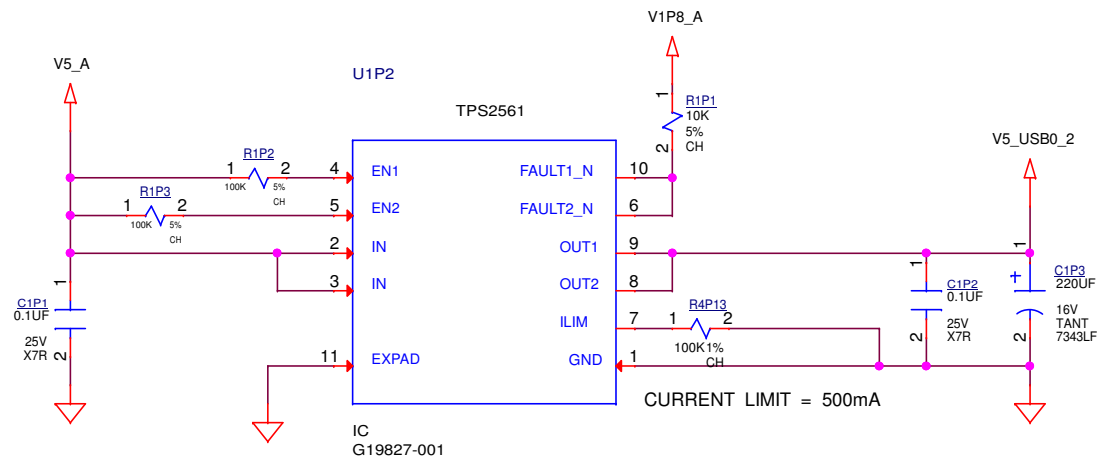 V1P8_A
V5_A
U1P2
TPS2561
1
R1P1
10K
5%
CH
2
V5_USB0_2
1
R1P2
2
100K
5%
CH
4
EN1
FAULT1_N
10
1
R1P3
2
100K
5%
CH
5
EN2
FAULT2_N
6
2
IN
OUT1
9
3
IN
OUT2
8
1
C1P1
0.1UF
25V
X7R
2
ILIM
7
1
R4P13
2
100K
1%
CH
11
EXPAD
GND
1
1
C1P2
0.1UF
25V
X7R
2
1
+
C1P3
220UF
16V
TANT
7343LF
2
CURRENT LIMIT = 500mA
IC
G19827-001